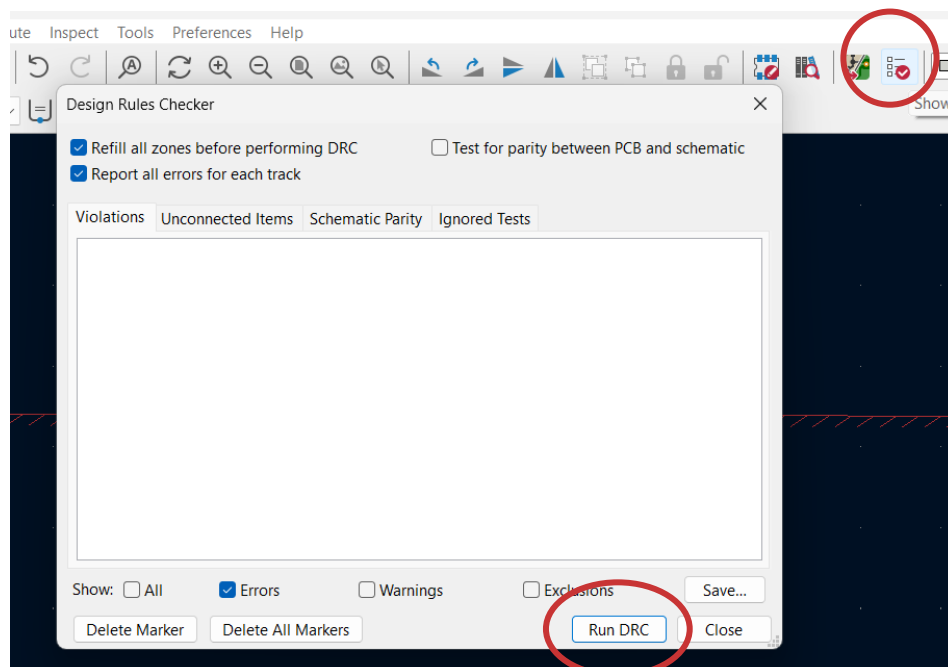 ute Inspect Tools Preferences Help
Show
Design Rules Checker
Refill all zones before performing DRC Test for parity between PCB and schematic
Report all errors for each track
Violations Unconnected Items Schematic Parity Ignored Tests
Show: All Errors Warnings Exclusions Save...
Delete Marker Delete All Markers Run DRC Close